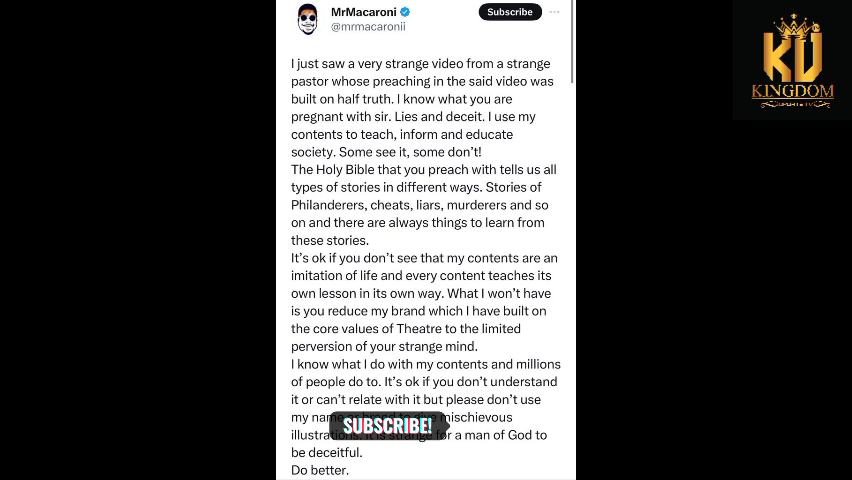 MrMacaroni
Subscribe
@mrmacaronii
I just saw a very strange video from a strange
pastor whose preaching in the said video was
built on half truth. I know what you are
pregnant with sir. Lies and deceit. I use my
contents to teach, inform and educate
society. Some see it, some don't!
The Holy Bible that you preach with tells us all
types of stories in different ways. Stories of
Philanderers, cheats, liars, murderers and so
on and there are always things to learn from
these stories.
It's ok if you don't see that my contents are an
imitation of life and every content teaches its
own lesson in its own way. What I won't have
is you reduce my brand which I have built on
the core values of Theatre to the limited
perversion of your strange mind.
I know what I do with my contents and millions
of people do to. It's ok if you don't understand
it or can't relate with it but please don't use
my name or brand to give mischievous
SUBSCRIBE!
illustrations. It is strange for a man of God to
be deceitful.
Do better.
KU
KINGDOM